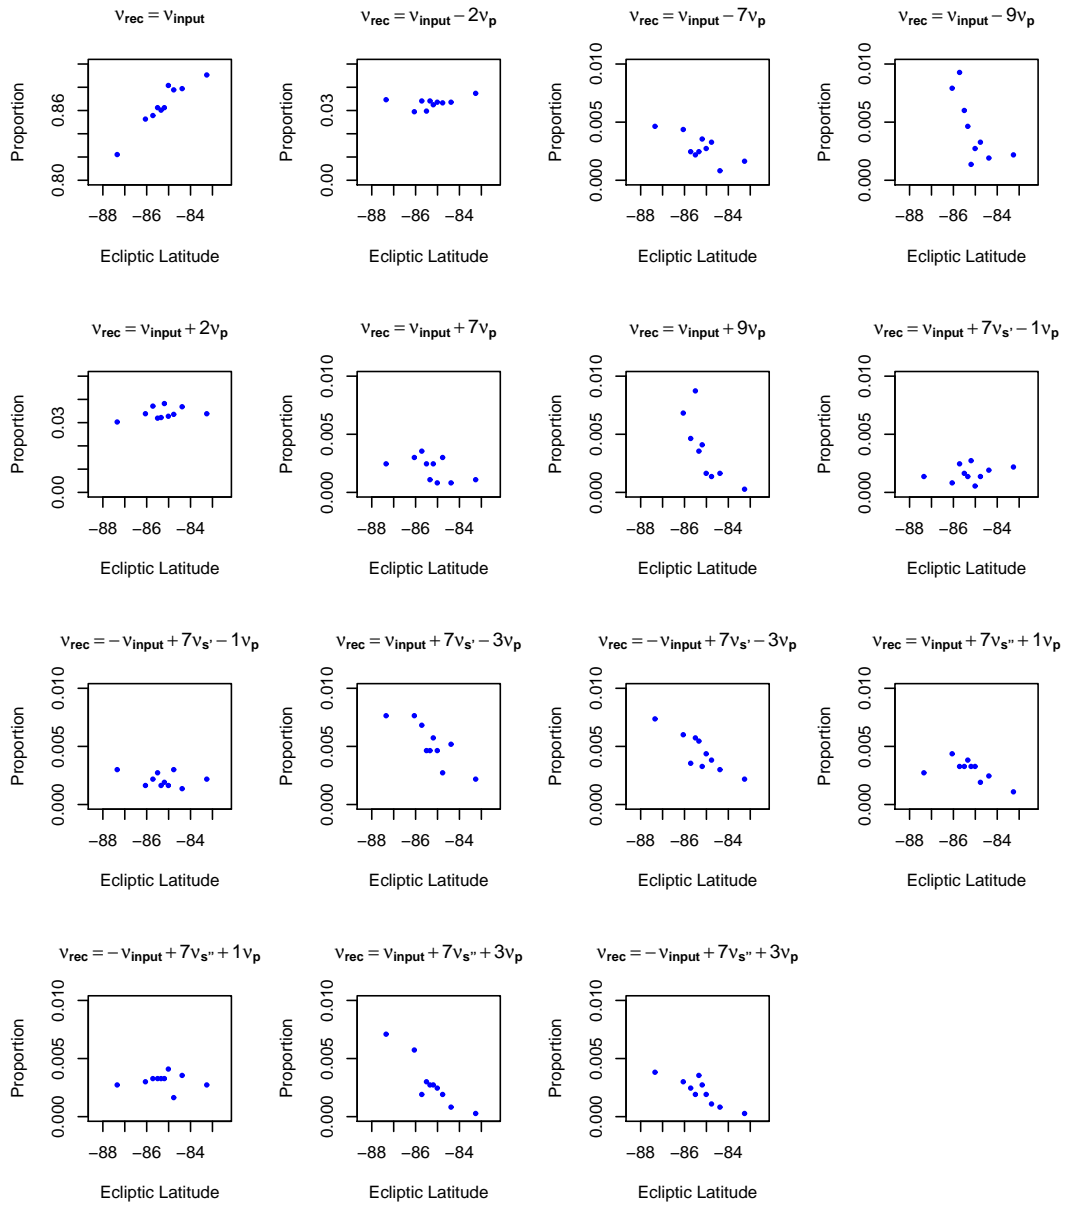 νrec = νinput − 2νp
νrec = νinput
νrec = νinput − 7νp
νrec = νinput − 9νp
Proportion
0.80
0.86
−88
−86
−84
Ecliptic Latitude
Proportion
0.00
0.03
−88
−86
−84
Ecliptic Latitude
Proportion
0.000
0.005
0.010
−88
−86
−84
Ecliptic Latitude
Proportion
0.000
0.005
0.010
−88
−86
−84
Ecliptic Latitude
νrec = νinput + 2νp
Proportion
0.00
0.03
−88
−86
−84
Ecliptic Latitude
νrec = νinput + 7νp
Proportion
0.000
0.005
0.010
−88
−86
−84
Ecliptic Latitude
νrec = νinput + 9νp
Proportion
0.000
0.005
0.010
−88
−86
−84
Ecliptic Latitude
νrec = νinput + 7νs' − 1νp
Proportion
0.000
0.005
0.010
−88
−86
−84
Ecliptic Latitude
νrec = − νinput + 7νs' − 1νp
Proportion
0.000
0.005
0.010
−88
−86
−84
Ecliptic Latitude
νrec = νinput + 7νs' − 3νp
Proportion
0.000
0.005
0.010
−88
−86
−84
Ecliptic Latitude
νrec = − νinput + 7νs' − 3νp
Proportion
0.000
0.005
0.010
−88
−86
−84
Ecliptic Latitude
νrec = νinput + 7νs'' + 1νp
Proportion
0.000
0.005
0.010
−88
−86
−84
Ecliptic Latitude
νrec = − νinput + 7νs'' + 1νp
Proportion
0.000
0.005
0.010
−88
−86
−84
Ecliptic Latitude
νrec = νinput + 7νs'' + 3νp
Proportion
0.000
0.005
0.010
−88
−86
−84
Ecliptic Latitude
νrec = − νinput + 7νs'' + 3νp
Proportion
0.000
0.005
0.010
−88
−86
−84
Ecliptic Latitude